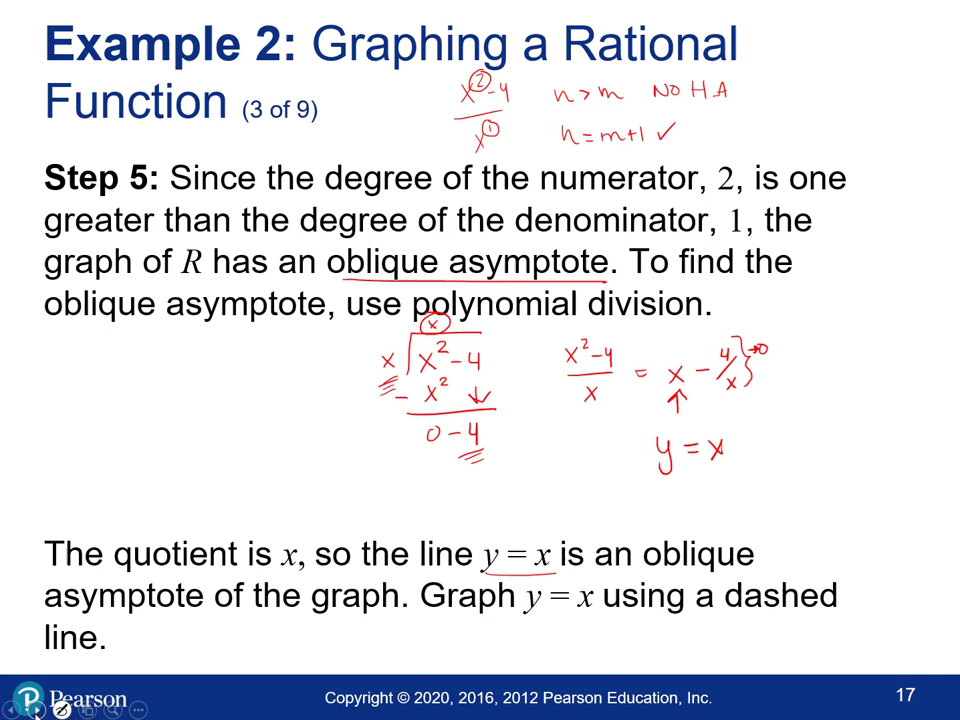 Example 2: Graphing a Rational
Function (3 of 9)
x² - 4 n > m No H A
x¹ n = m+1 ✓
Step 5: Since the degree of the numerator, 2, is one
greater than the degree of the denominator, 1, the
graph of R has an oblique asymptote. To find the
oblique asymptote, use polynomial division.
x
x x² - 4
- x² ↓
0 - 4
x² - 4 = x - 4/x } → 0
x ↑
y = x
The quotient is x, so the line y = x is an oblique
asymptote of the graph. Graph y = x using a dashed
line.
Pearson
Copyright © 2020, 2016, 2012 Pearson Education, Inc.
17